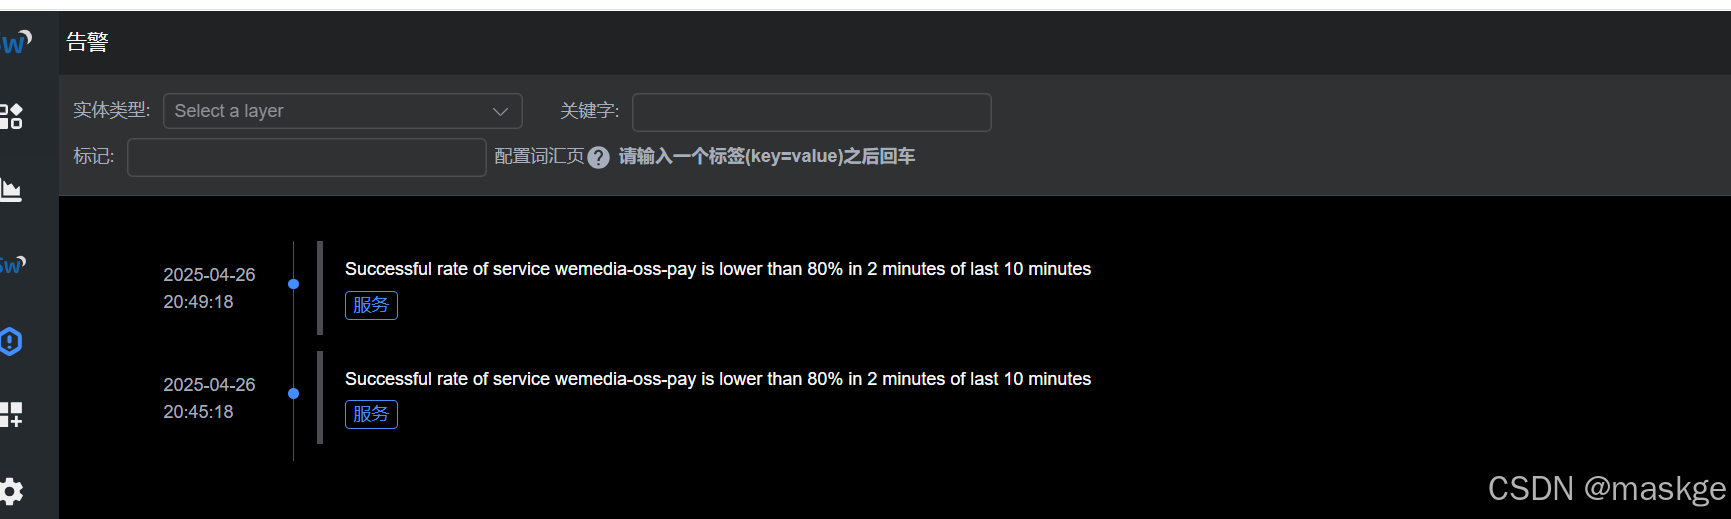 告警
实体类型: Select a layer 关键字:
标记: 配置词汇页 ? 请输入一个标签(key=value)之后回车
2025-04-26
20:49:18
Successful rate of service wemedia-oss-pay is lower than 80% in 2 minutes of last 10 minutes
服务
2025-04-26
20:45:18
Successful rate of service wemedia-oss-pay is lower than 80% in 2 minutes of last 10 minutes
服务
CSDN @maskge